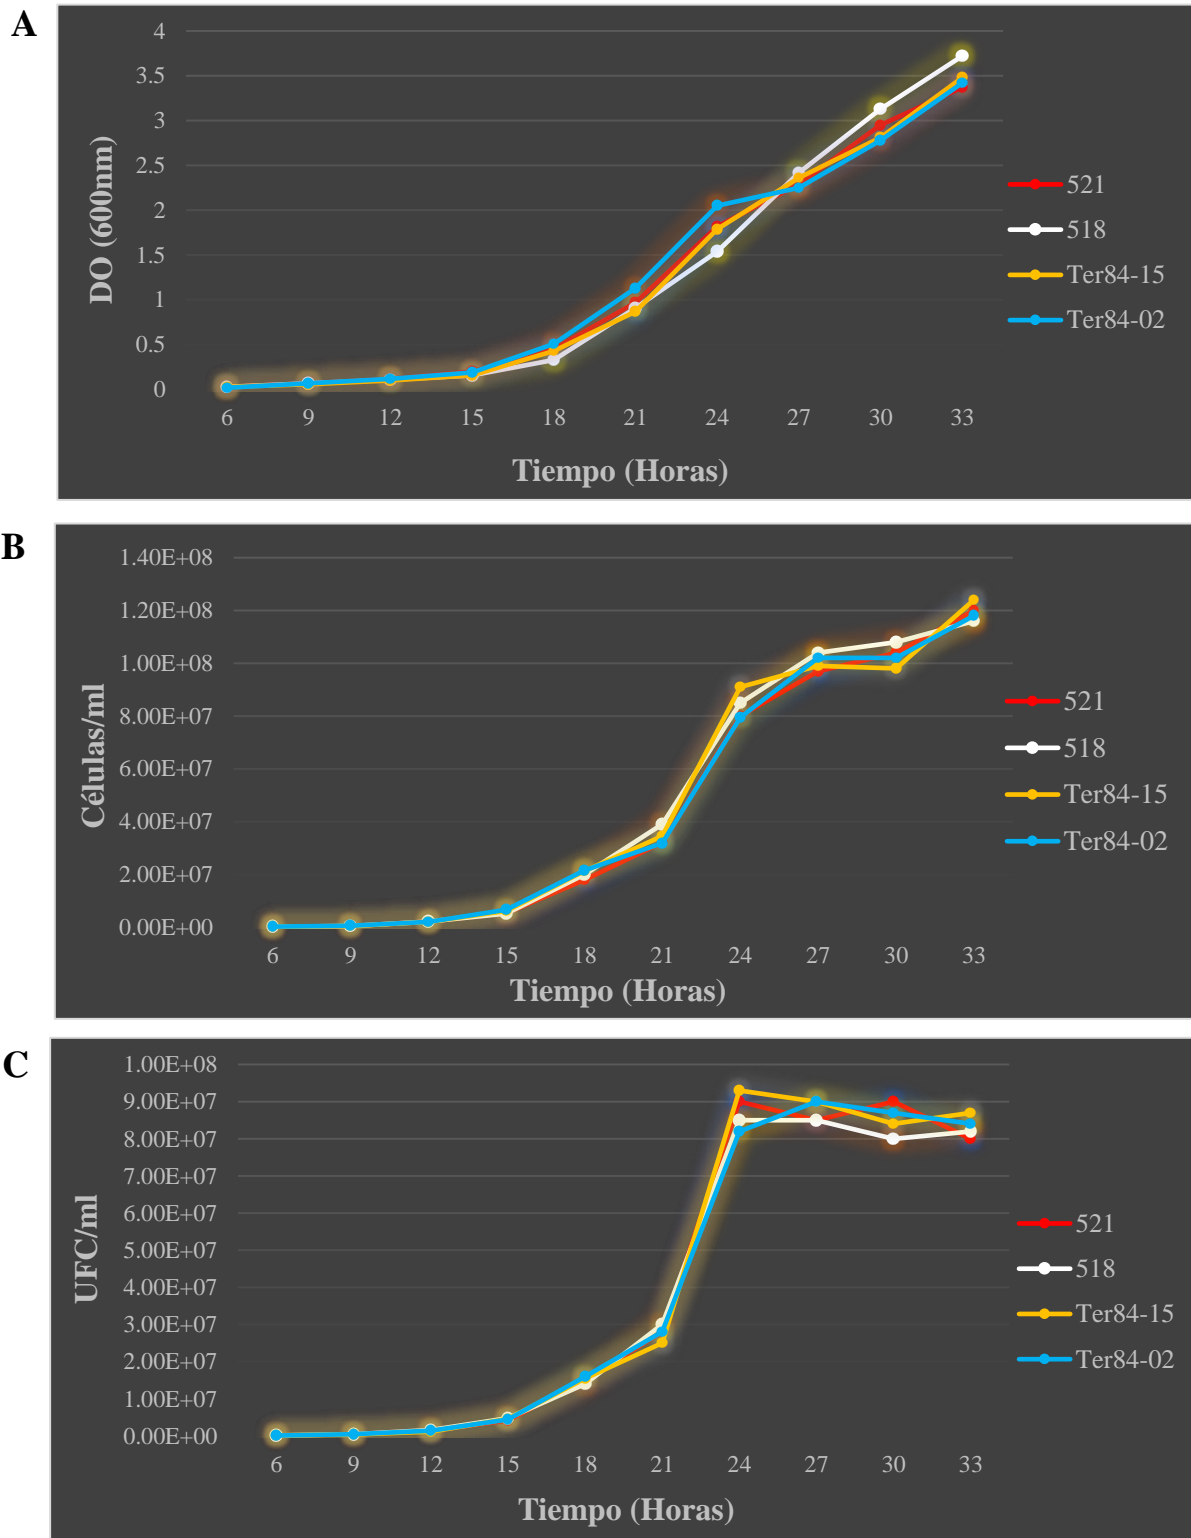 A
4
3.5
3
2.5
2
1.5
1
0.5
0
DO (600nm)
6 9 12 15 18 21 24 27 30 33
Tiempo (Horas)
521
518
Ter84-15
Ter84-02
B
1.40E+08
1.20E+08
1.00E+08
8.00E+07
6.00E+07
4.00E+07
2.00E+07
0.00E+00
Células/ml
6 9 12 15 18 21 24 27 30 33
Tiempo (Horas)
521
518
Ter84-15
Ter84-02
C
1.00E+08
9.00E+07
8.00E+07
7.00E+07
6.00E+07
5.00E+07
4.00E+07
3.00E+07
2.00E+07
1.00E+07
0.00E+00
UFC/ml
6 9 12 15 18 21 24 27 30 33
Tiempo (Horas)
521
518
Ter84-15
Ter84-02